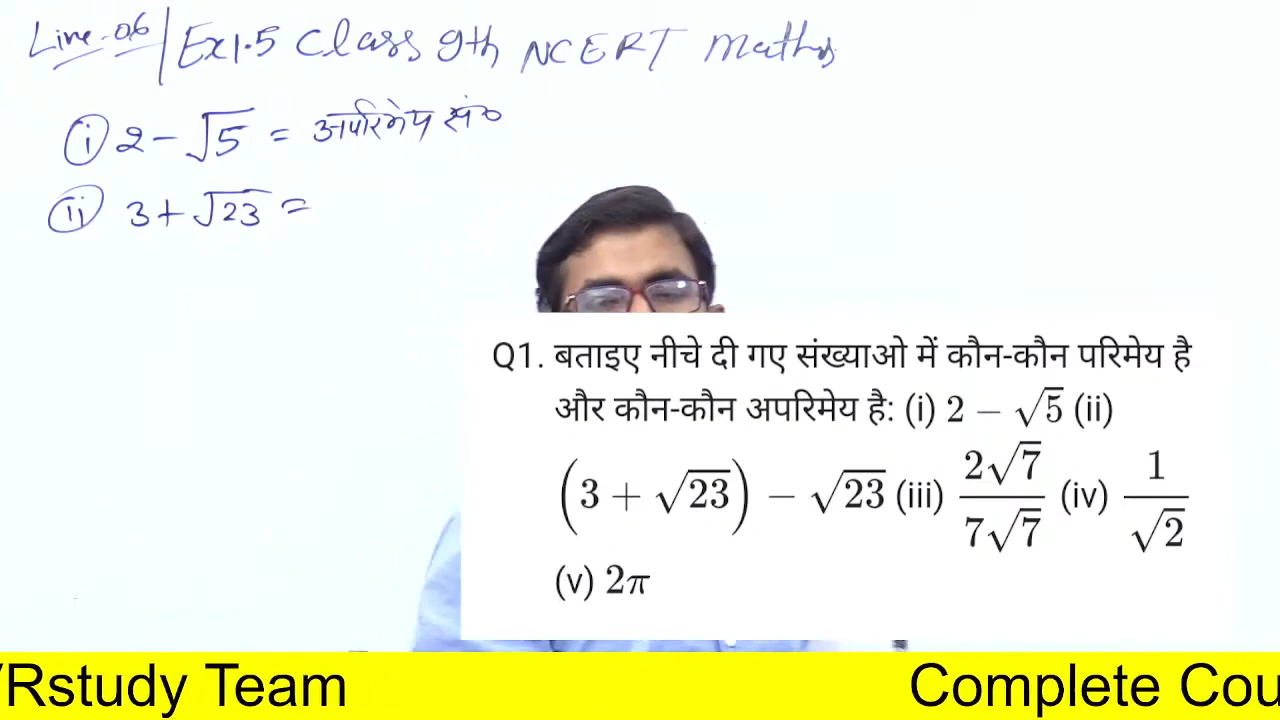 Line-06 / Ex1.5 Class 9th NCERT Maths
(i) 2 - √5 = अपरिमेय सं०
(ii) 3 + √23 =
Q1. बताइए नीचे दी गए संख्याओ में कौन-कौन परिमेय है
और कौन-कौन अपरिमेय है: (i) 2 − √5 (ii)
(3 + √23) − √23 (iii) 2√7/7√7 (iv) 1/√2
(v) 2π
Rstudy Team Complete Cou